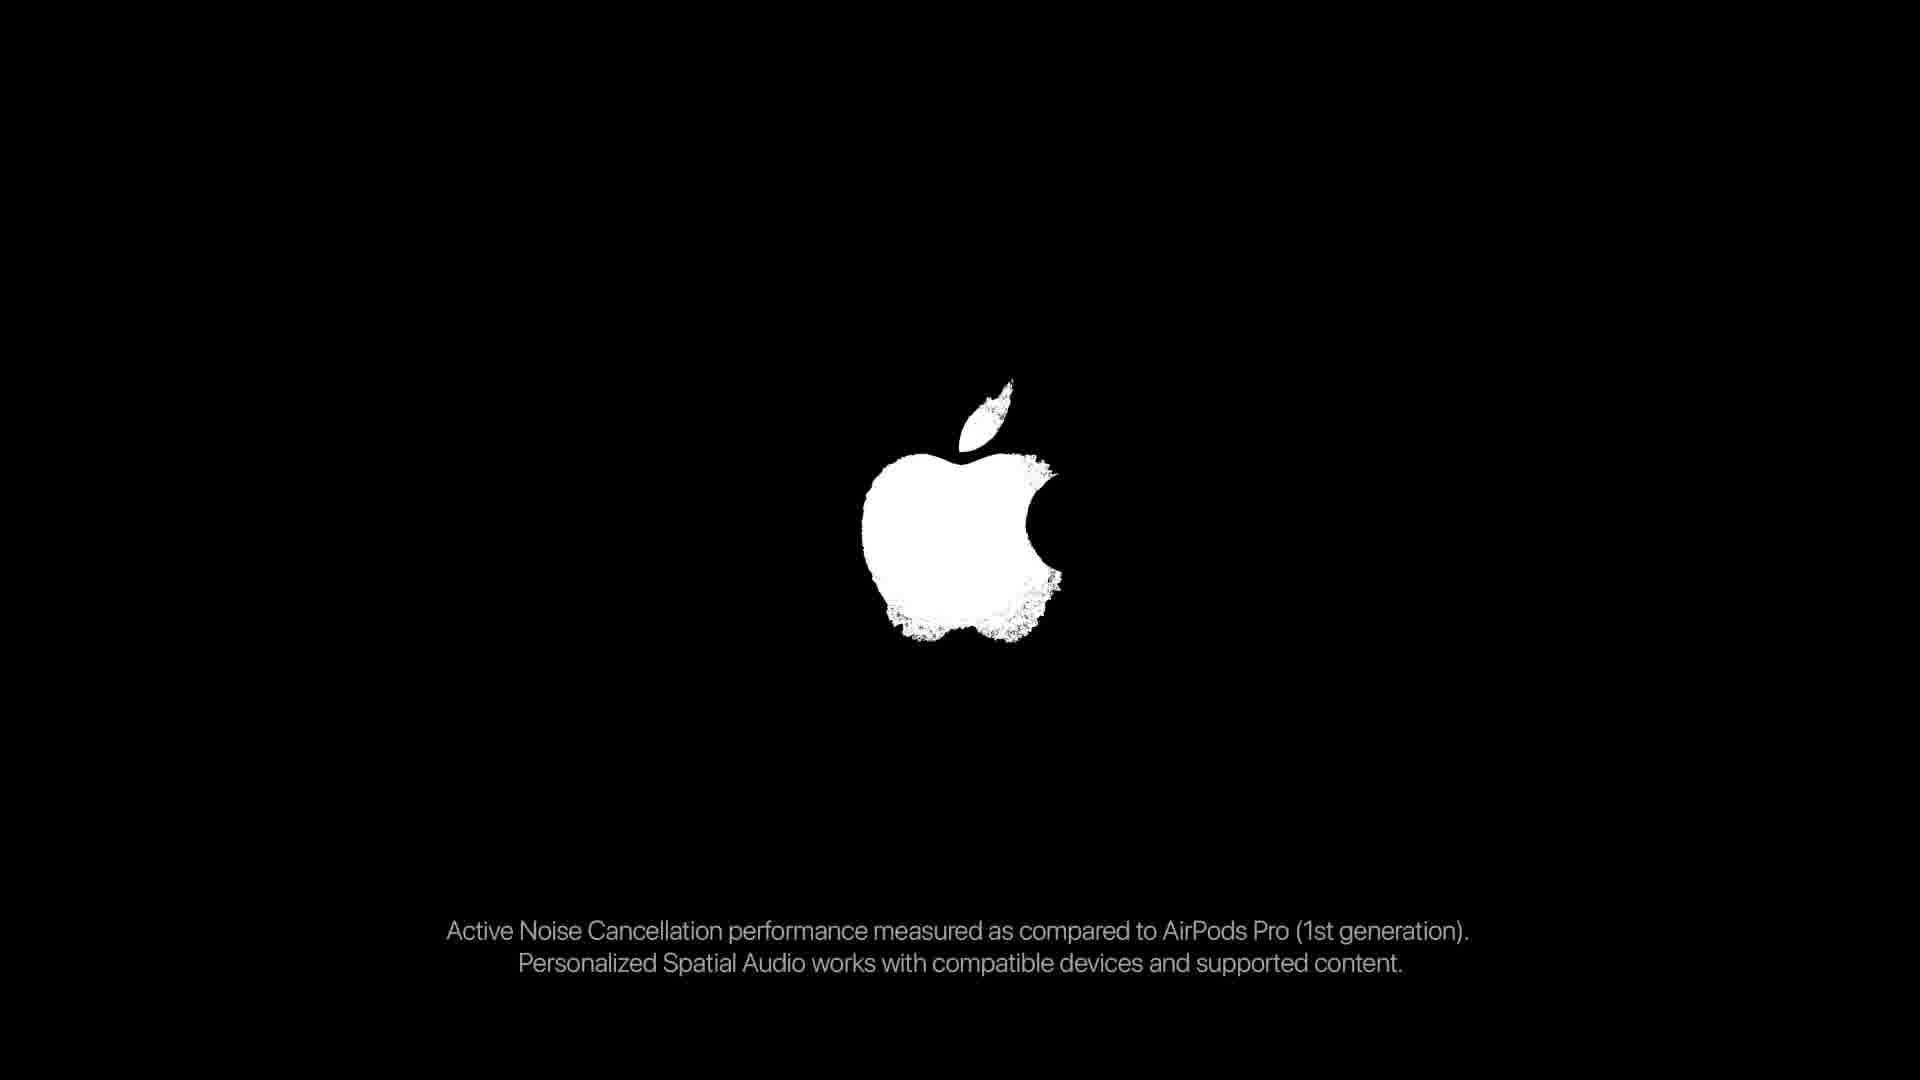 Active Noise Cancellation performance measured as compared to AirPods Pro (1st generation).
Personalized Spatial Audio works with compatible devices and supported content.